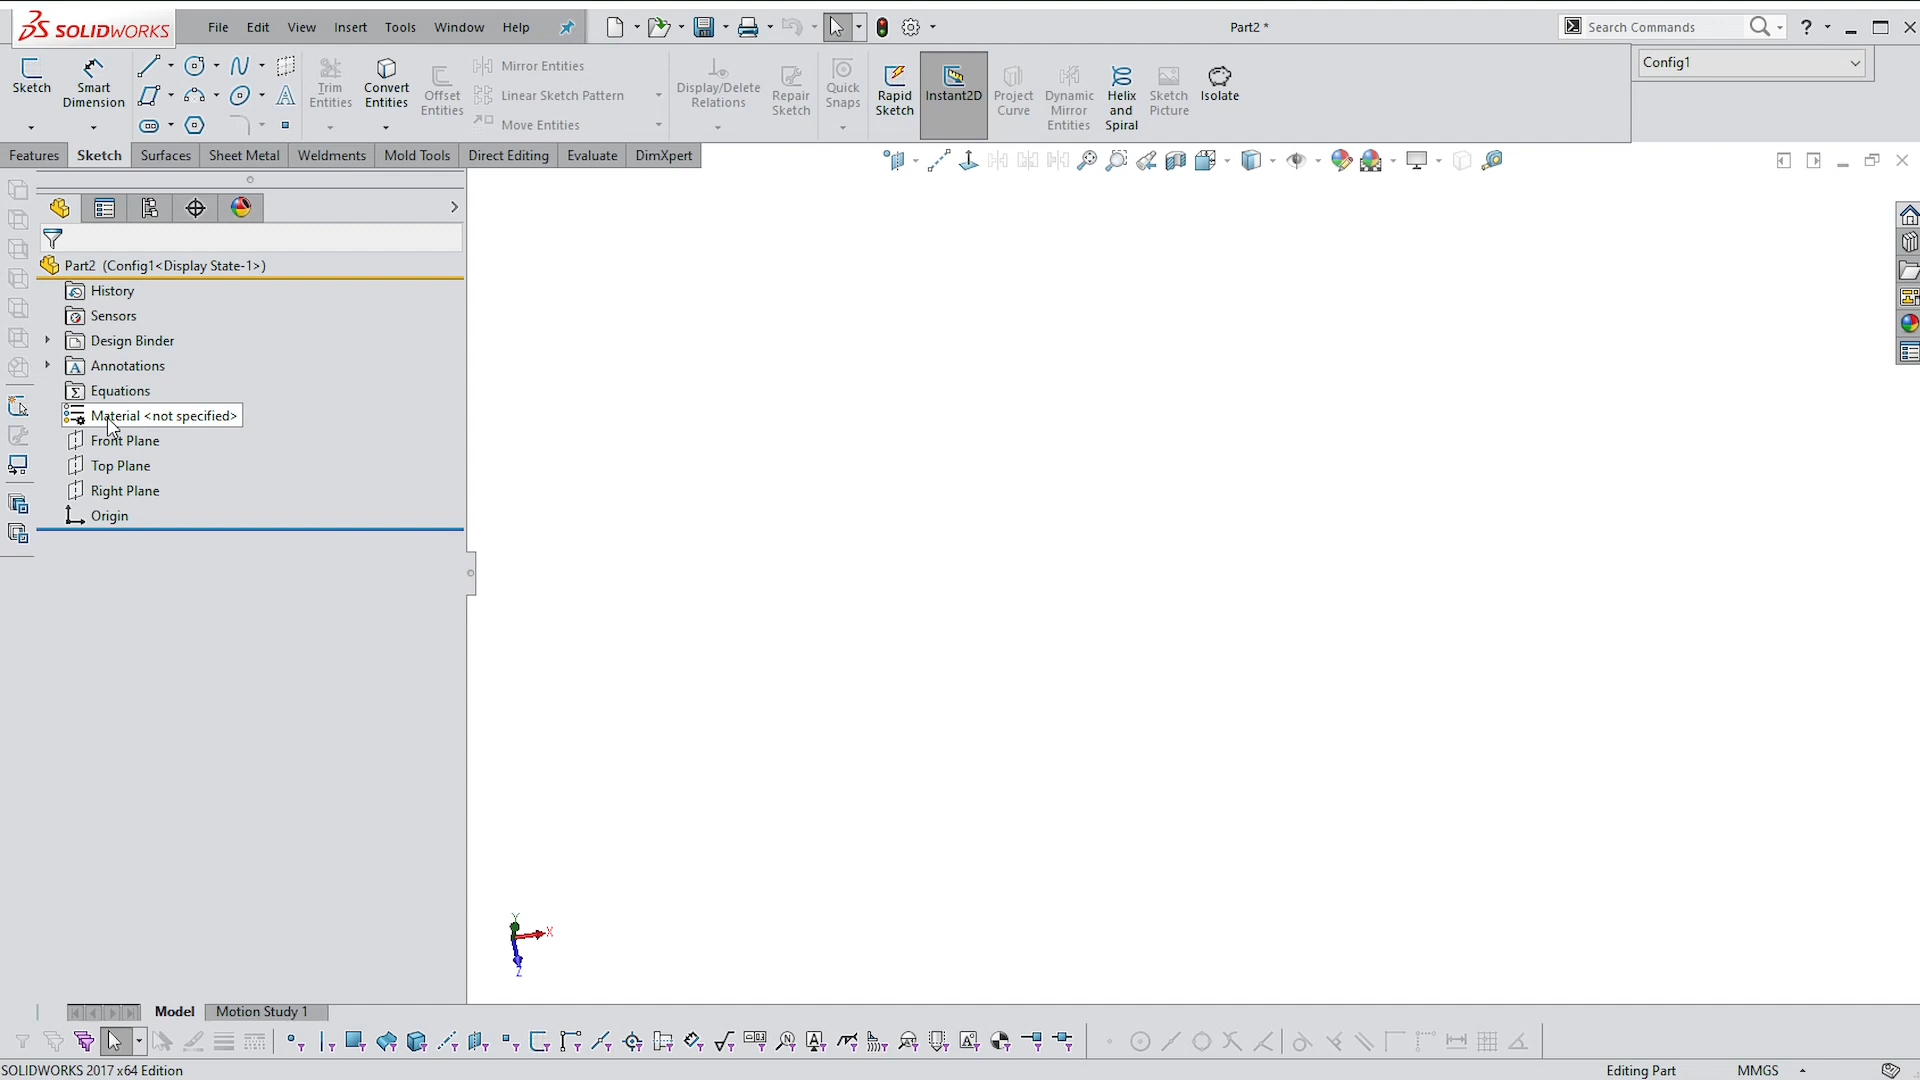 SOLIDWORKS File Edit View Insert Tools Window Help Part2 * Search Commands ?
Config1
Sketch Smart Dimension Trim Entities Convert Entities Offset Entities Mirror Entities Linear Sketch Pattern Move Entities Display/Delete Relations Repair Sketch Quick Snaps Rapid Sketch Instant2D Project Curve Dynamic Mirror Entities Helix and Spiral Sketch Picture Isolate
Features Sketch Surfaces Sheet Metal Weldments Mold Tools Direct Editing Evaluate DimXpert
Part2 (Config1<Display State-1>)
History
Sensors
Design Binder
Annotations
Equations
Material <not specified>
Front Plane
Top Plane
Right Plane
Origin
Y
X
Z
Model Motion Study 1
SOLIDWORKS 2017 x64 Edition Editing Part MMGS